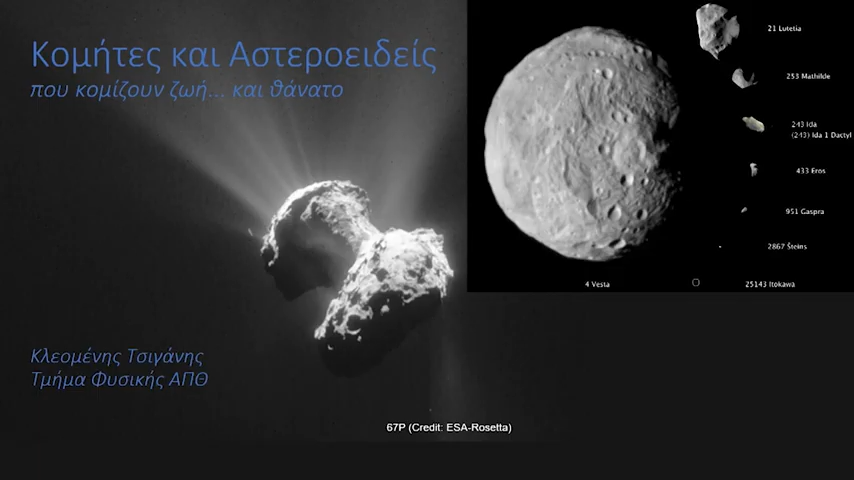 Κομήτες και Αστεροειδείς
που κομίζουν ζωή... και θάνατο
21 Lutetia
253 Mathilde
243 Ida
(243) Ida 1 Dactyl
433 Eros
951 Gaspra
2867 Šteins
4 Vesta
25143 Itokawa
Κλεομένης Τσιγάνης
Τμήμα Φυσικής ΑΠΘ
67P (Credit: ESA-Rosetta)